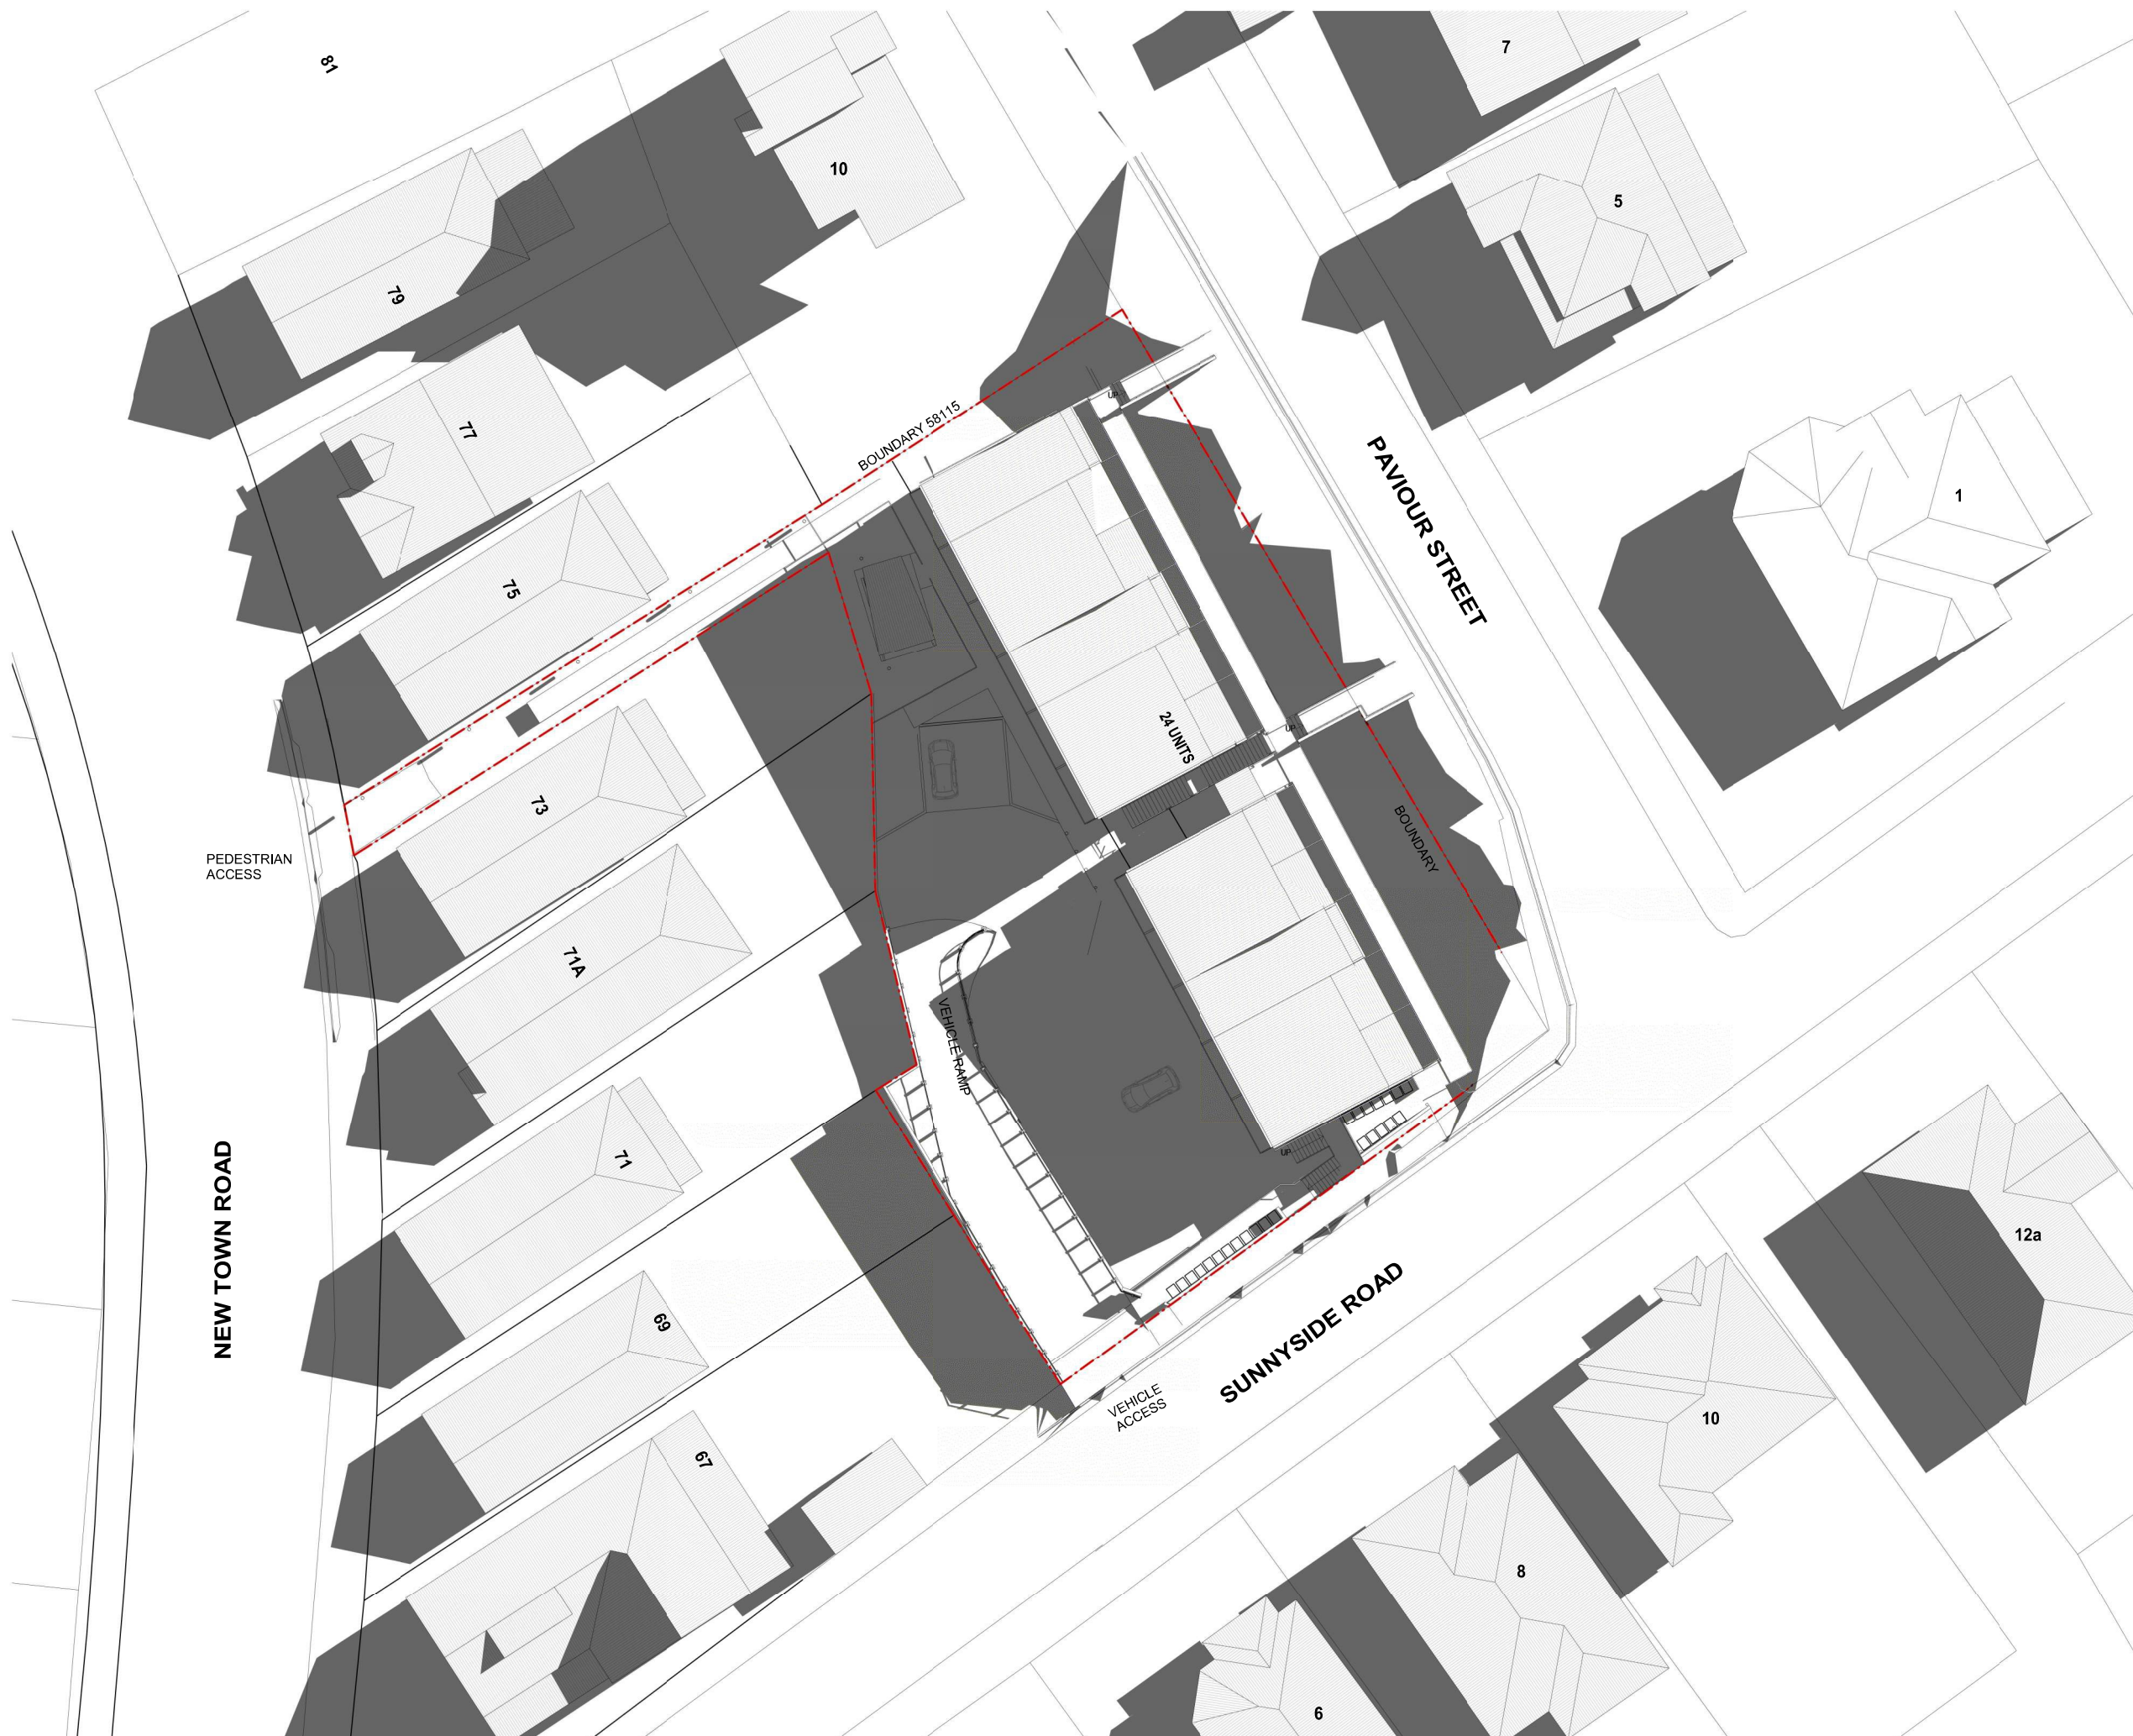 81
7
10
5
79
77
BOUNDARY 58115
UP
PAVIOUR STREET
1
75
24 UNITS
UP
73
PEDESTRIAN
ACCESS
BOUNDARY
71A
VEHICLE RAMP
71
UP
NEW TOWN ROAD
12a
69
SUNNYSIDE ROAD
VEHICLE
ACCESS
10
67
8
6